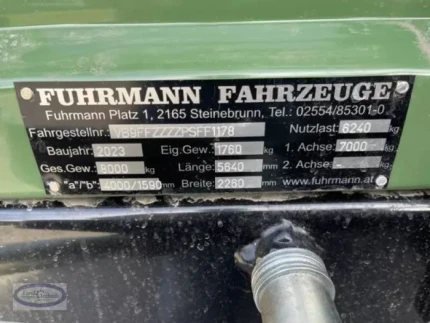 FUHRMANN FAHRZEUGE
Fuhrmann Platz 1, 2165 Steinebrunn, Tel.: 02554/85301-0
Fahrgestellnr.: VB9FFZZZZPSFF1178 Nutzlast: 6240 kg
Baujahr: 2023 Eig.Gew.: 1760 kg 1. Achse: 7000 kg
Ges.Gew.: 8000 kg Länge: 5640 mm 2. Achse: - kg
"a"/"b": 4000/1590 mm Breite: 2260 mm www.fuhrmann.at